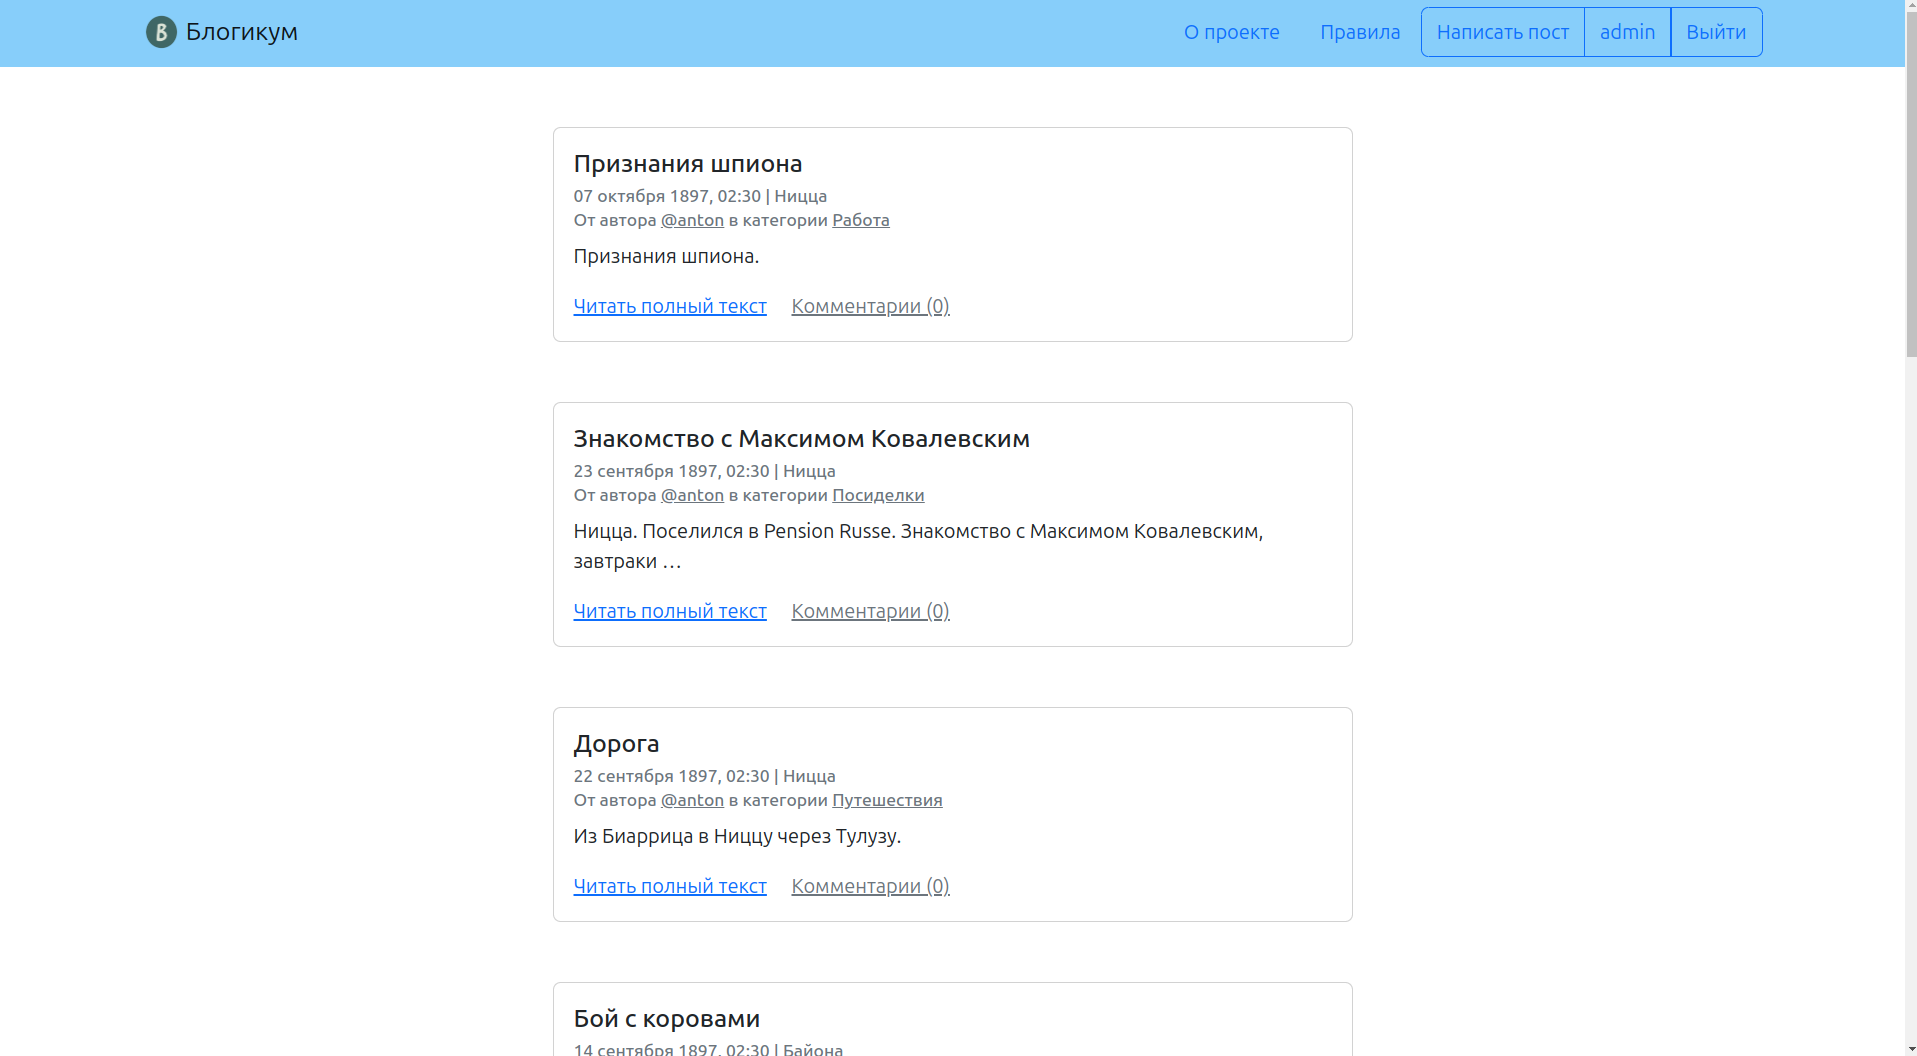 B Блогикум
О проекте Правила Написать пост admin Выйти
Признания шпиона
07 октября 1897, 02:30 | Ницца
От автора @anton в категории Работа
Признания шпиона.
Читать полный текст Комментарии (0)
Знакомство с Максимом Ковалевским
23 сентября 1897, 02:30 | Ницца
От автора @anton в категории Посиделки
Ницца. Поселился в Pension Russe. Знакомство с Максимом Ковалевским,
завтраки …
Читать полный текст Комментарии (0)
Дорога
22 сентября 1897, 02:30 | Ницца
От автора @anton в категории Путешествия
Из Биаррица в Ниццу через Тулузу.
Читать полный текст Комментарии (0)
Бой с коровами
14 сентября 1897, 02:30 | Байона